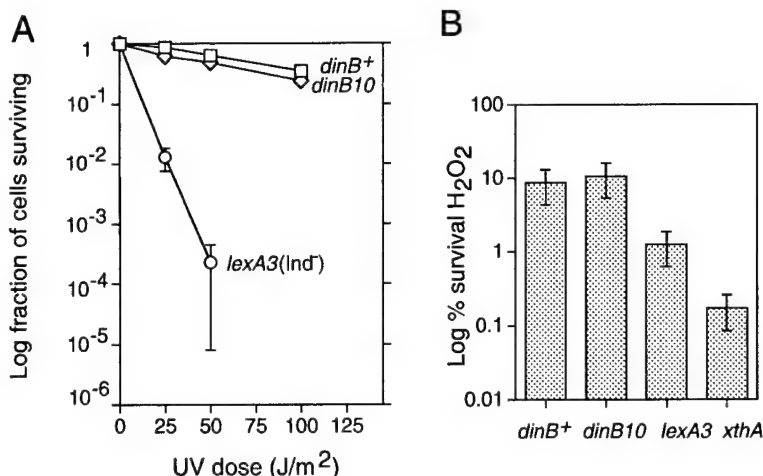 A
Log fraction of cells surviving
1
10⁻¹
10⁻²
10⁻³
10⁻⁴
10⁻⁵
10⁻⁶
dinB⁺
dinB10
lexA3(Ind⁻)
0 25 50 75 100 125
UV dose (J/m²)
B
Log % survival H₂O₂
100
10
1
0.1
0.01
dinB⁺ dinB10 lexA3 xthA